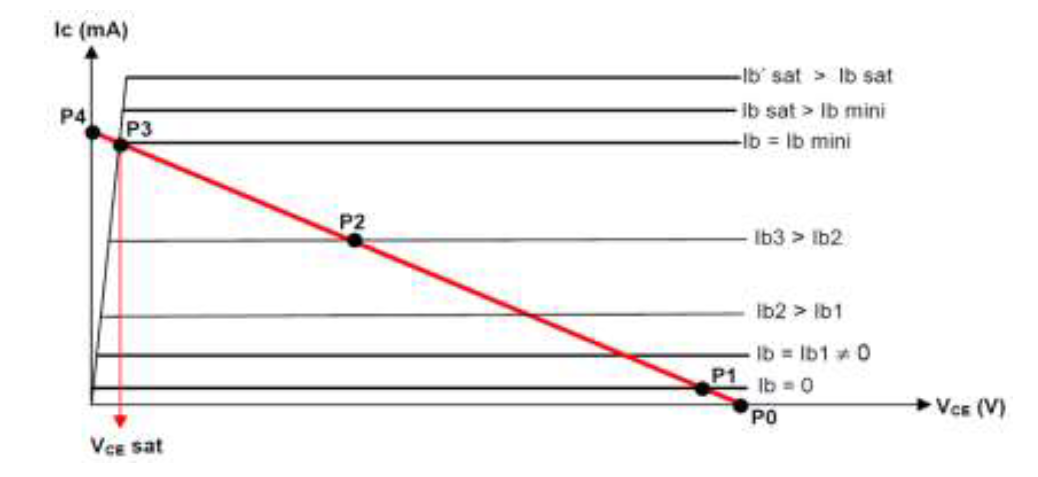 Ic (mA)
Ib´ sat > Ib sat
P4
Ib sat > Ib mini
P3
Ib = Ib mini
P2
Ib3 > Ib2
Ib2 > Ib1
Ib = Ib1 ≠ 0
P1
Ib = 0
P0
VCE (V)
VCE sat